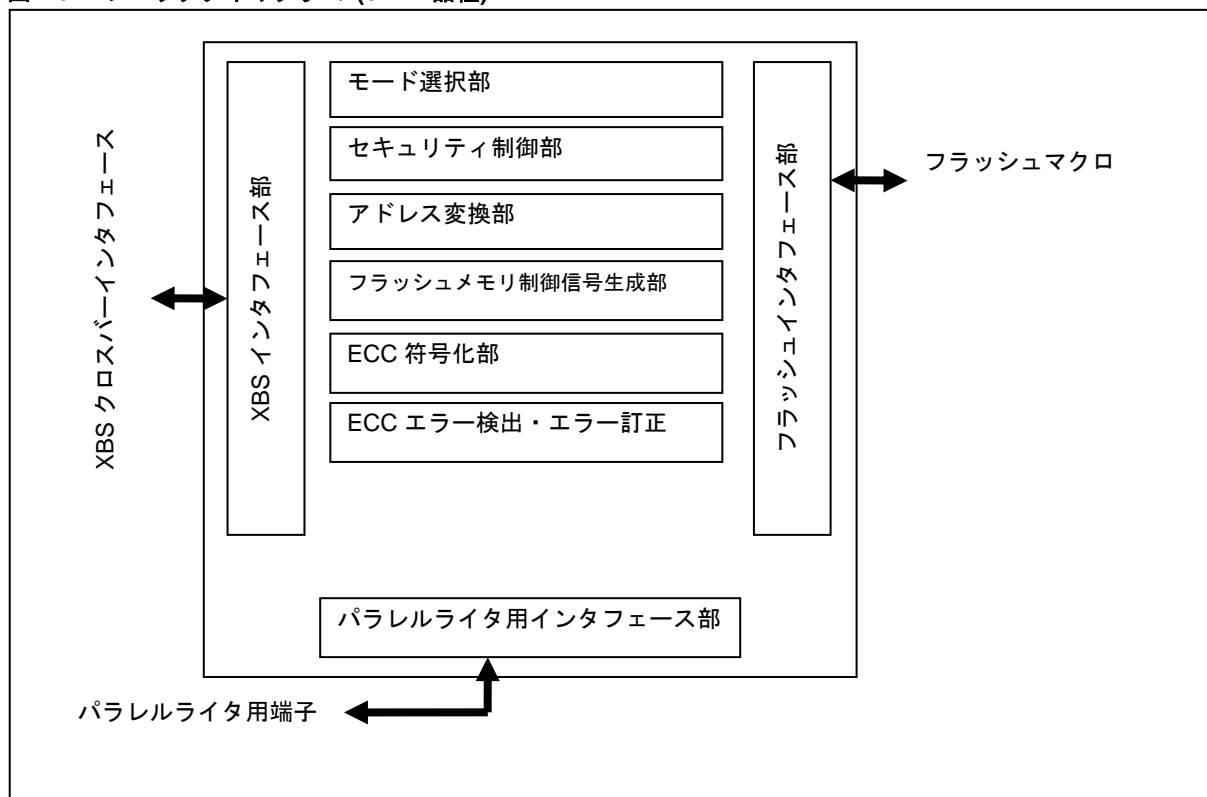 モード選択部
セキュリティ制御部
アドレス変換部
フラッシュメモリ制御信号生成部
ECC 符号化部
ECC エラー検出・エラー訂正
XBS クロスバーインタフェース
XBS インタフェース部
フラッシュインタフェース部
フラッシュマクロ
パラレルライタ用インタフェース部
パラレルライタ用端子